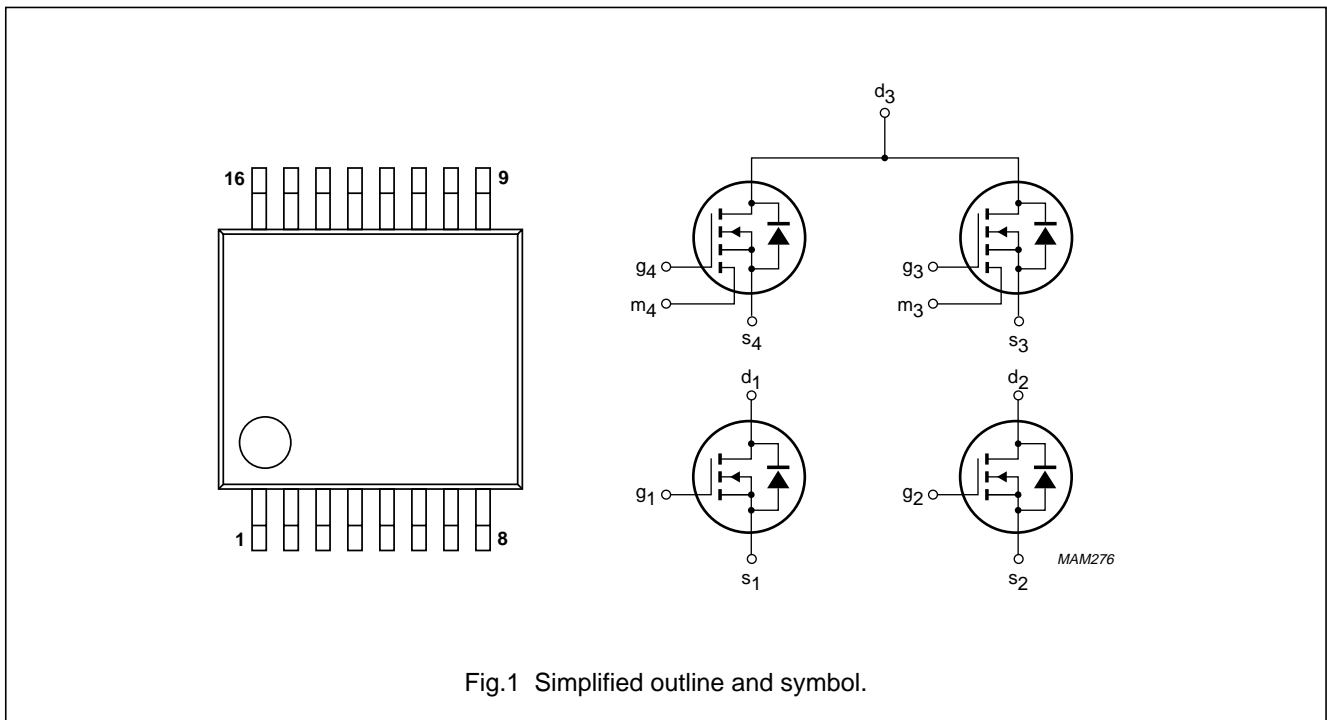 d3
16 9
g4 g3
m4 m3
s4 s3
d1 d2
g1 g2
1 8
s1 s2
MAM276
Fig.1 Simplified outline and symbol.